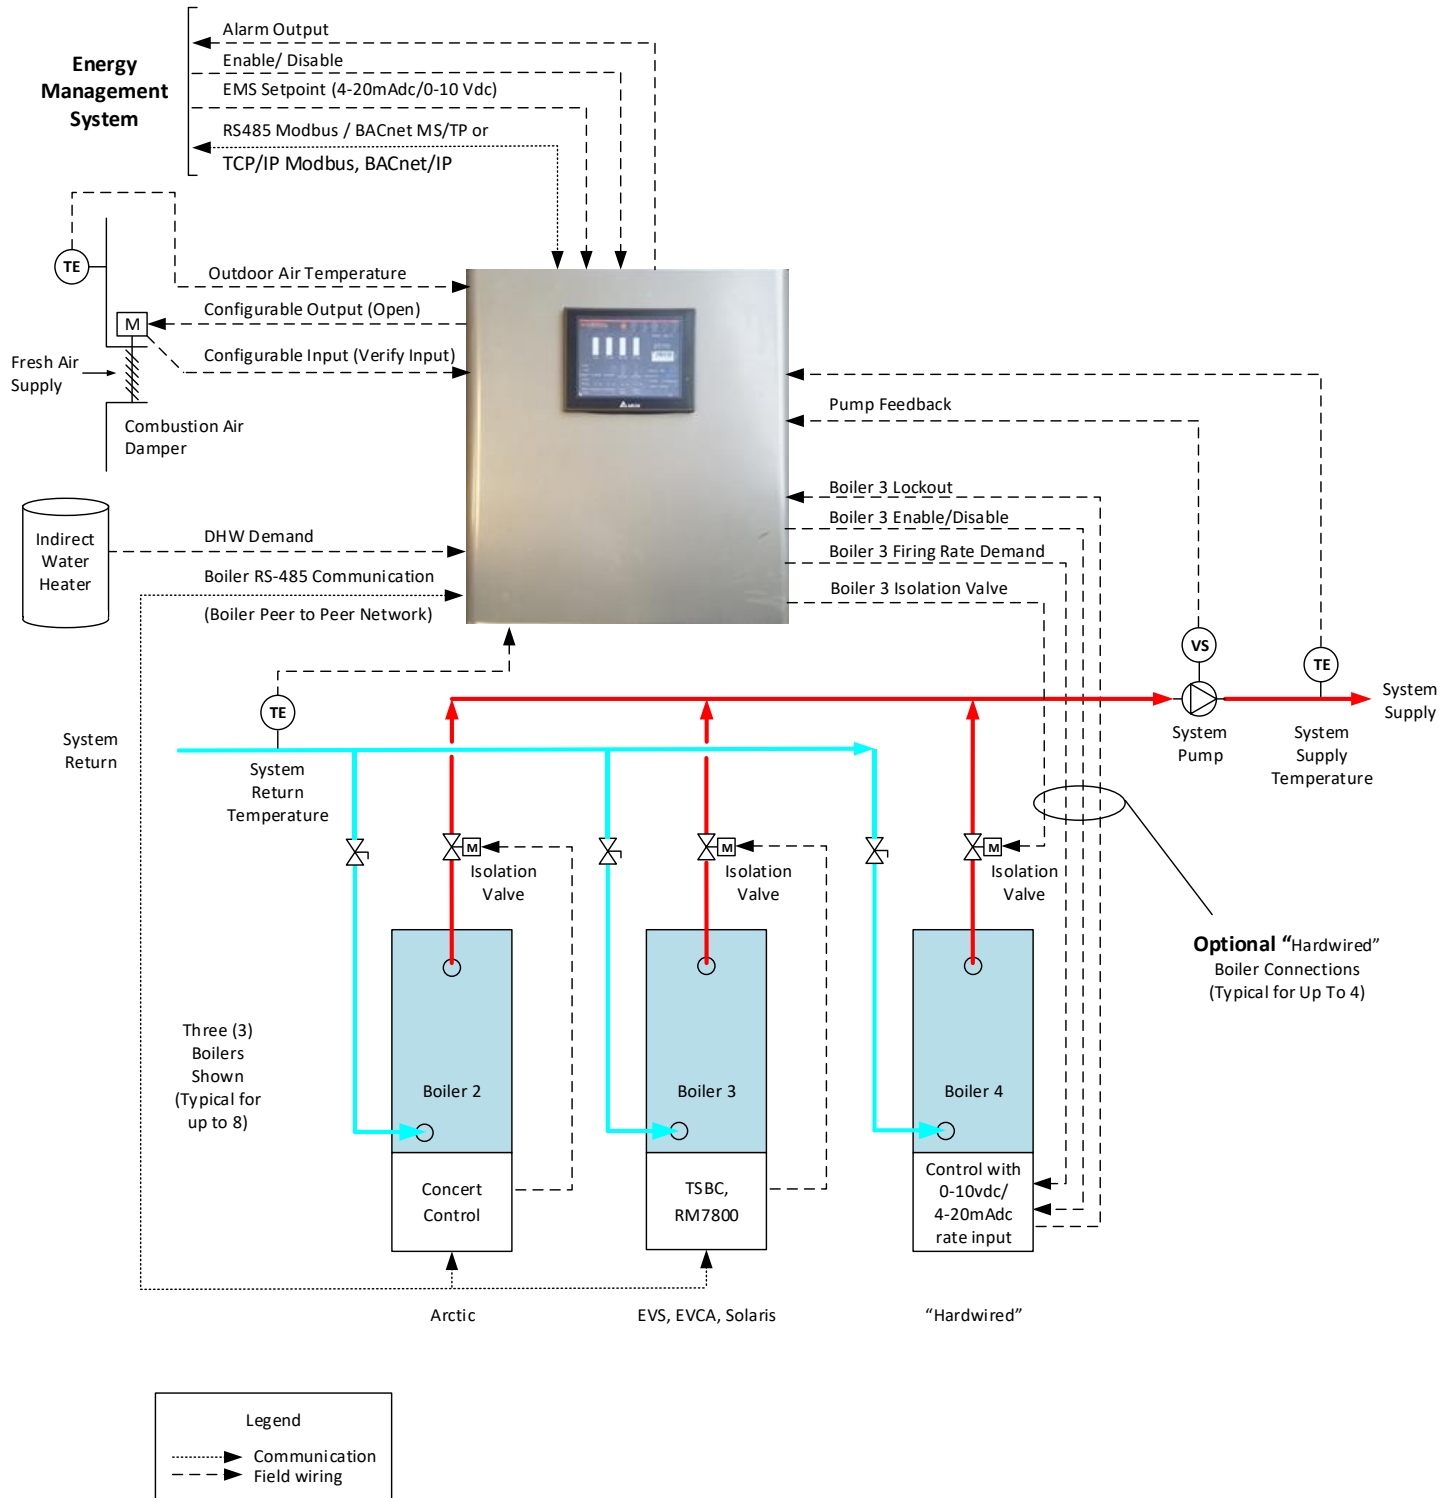 Energy
Management
System
Alarm Output
Enable/ Disable
EMS Setpoint (4-20mAdc/0-10 Vdc)
RS485 Modbus / BACnet MS/TP or
TCP/IP Modbus, BACnet/IP
TE
Outdoor Air Temperature
Configurable Output (Open)
M
Configurable Input (Verify Input)
Fresh Air
Supply
Combustion Air
Damper
Indirect
Water
Heater
DHW Demand
Boiler RS-485 Communication
(Boiler Peer to Peer Network)
Pump Feedback
Boiler 3 Lockout
Boiler 3 Enable/Disable
Boiler 3 Firing Rate Demand
Boiler 3 Isolation Valve
VS
TE
System
Supply
System
Pump
System
Supply
Temperature
TE
System
Return
System
Return
Temperature
M
Isolation
Valve
M
Isolation
Valve
M
Isolation
Valve
Optional “Hardwired”
Boiler Connections
(Typical for Up To 4)
Three (3)
Boilers
Shown
(Typical for
up to 8)
Boiler 2
Boiler 3
Boiler 4
Concert
Control
TSBC,
RM7800
Control with
0-10vdc/
4-20mAdc
rate input
Arctic
EVS, EVCA, Solaris
“Hardwired”
Legend
Communication
Field wiring